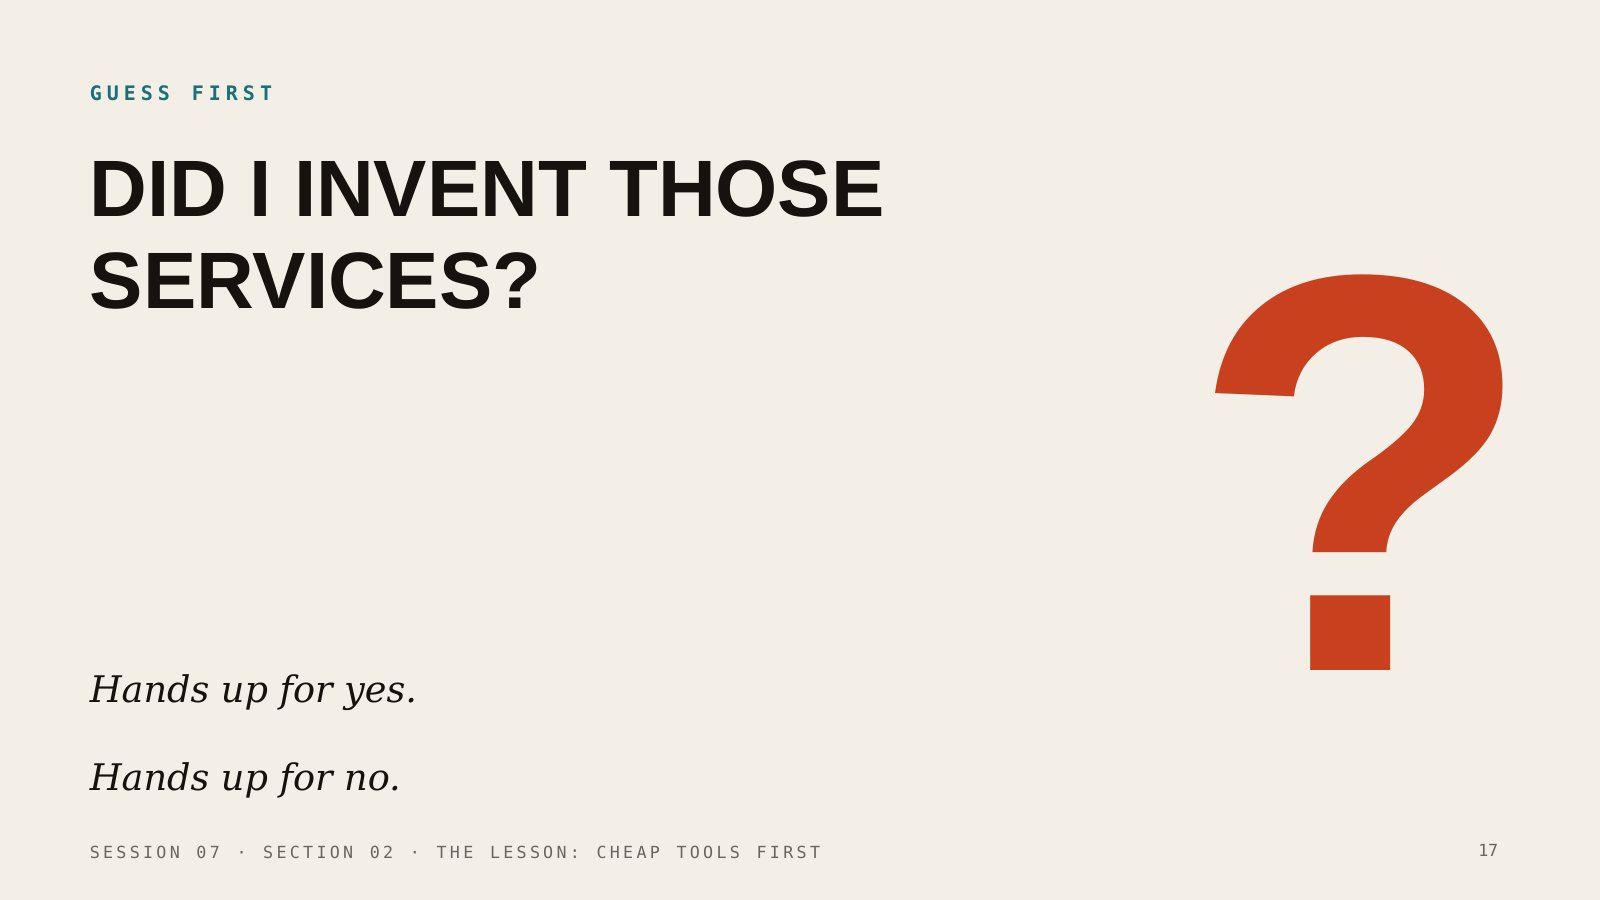 GUESS FIRST
DID I INVENT THOSE
SERVICES?
?
Hands up for yes.
Hands up for no.
SESSION 07 · SECTION 02 · THE LESSON: CHEAP TOOLS FIRST
17